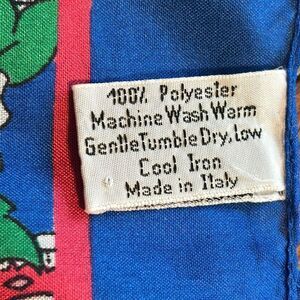 100% Polyester
Machine Wash Warm
Gentle Tumble Dry, Low
Cool Iron
Made in Italy